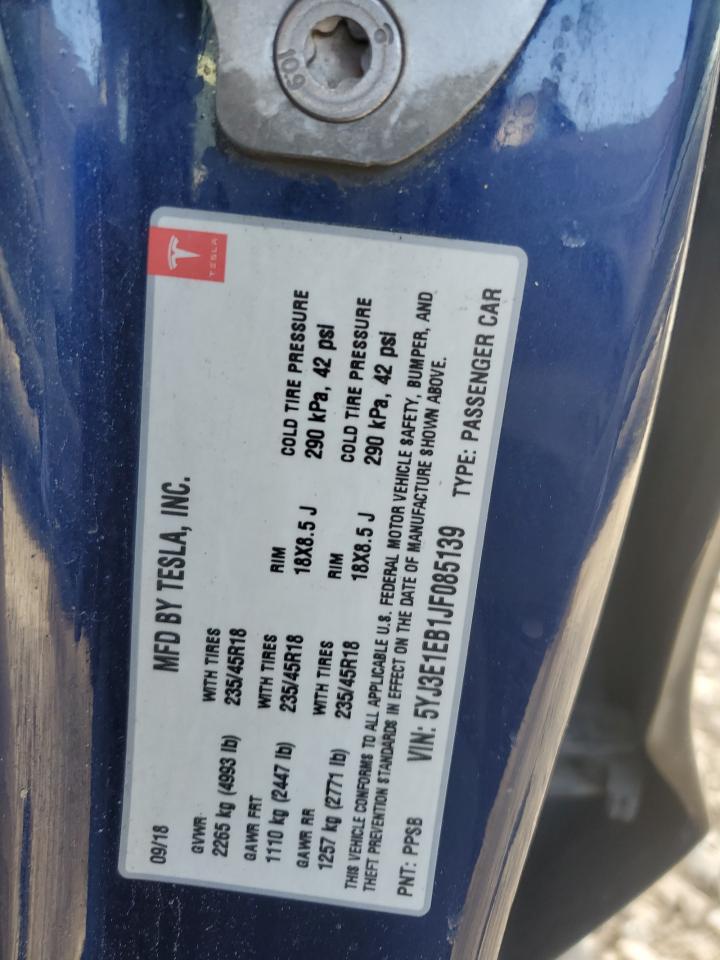 10.9
TESLA
MFD BY TESLA, INC.
09/18
GVWR
2265 kg (4993 lb)
WITH TIRES
235/45R18
GAWR FRT
1110 kg (2447 lb)
WITH TIRES
235/45R18
RIM
18X8.5 J
COLD TIRE PRESSURE
290 kPa, 42 psi
GAWR RR
1257 kg (2771 lb)
WITH TIRES
235/45R18
RIM
18X8.5 J
COLD TIRE PRESSURE
290 kPa, 42 psi
THIS VEHICLE CONFORMS TO ALL APPLICABLE U.S. FEDERAL MOTOR VEHICLE SAFETY, BUMPER, AND
THEFT PREVENTION STANDARDS IN EFFECT ON THE DATE OF MANUFACTURE SHOWN ABOVE.
PNT: PPSB VIN: 5YJ3E1EB1JF085139 TYPE: PASSENGER CAR